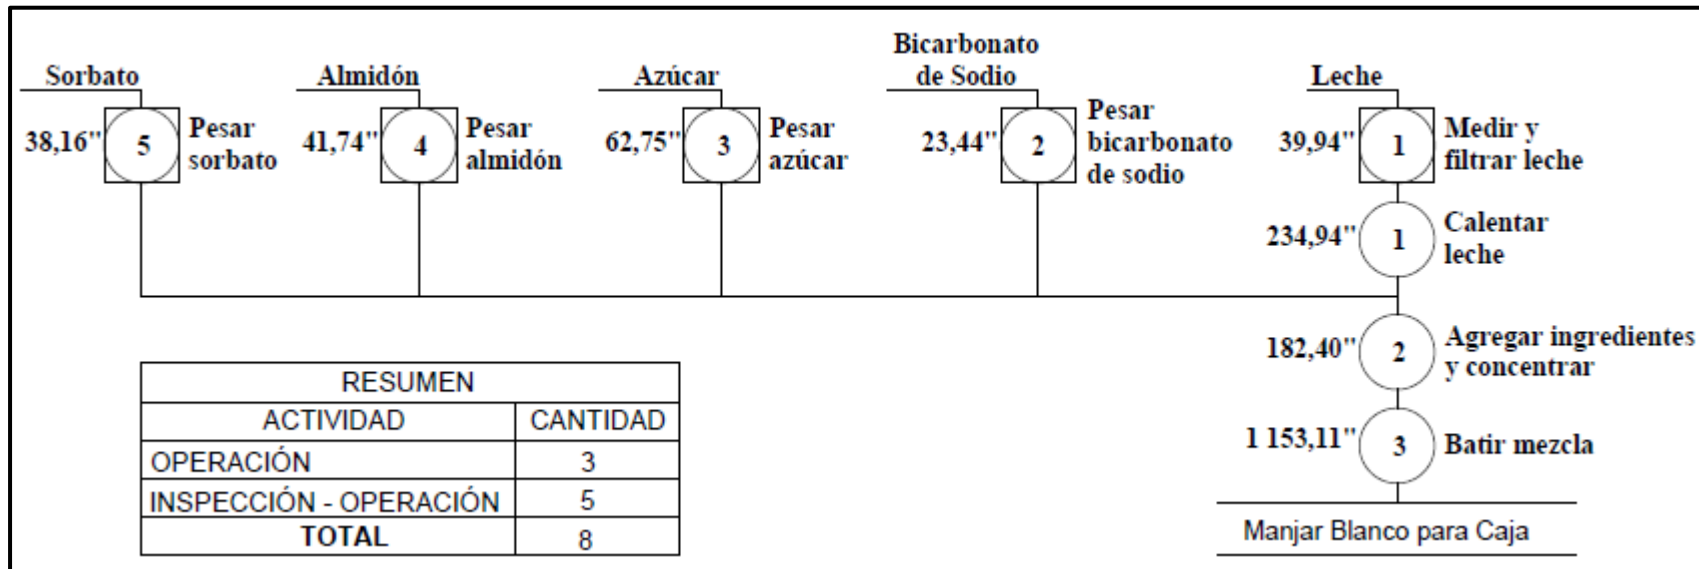 Sorbato
Almidón
Azúcar
Bicarbonato
de Sodio
Leche
38,16"
5
Pesar
sorbato
41,74"
4
Pesar
almidón
62,75"
3
Pesar
azúcar
23,44"
2
Pesar
bicarbonato
de sodio
39,94"
1
Medir y
filtrar leche
234,94"
1
Calentar
leche
182,40"
2
Agregar ingredientes
y concentrar
1 153,11"
3
Batir mezcla
Manjar Blanco para Caja
RESUMEN
ACTIVIDAD CANTIDAD
OPERACIÓN 3
INSPECCIÓN - OPERACIÓN 5
TOTAL 8